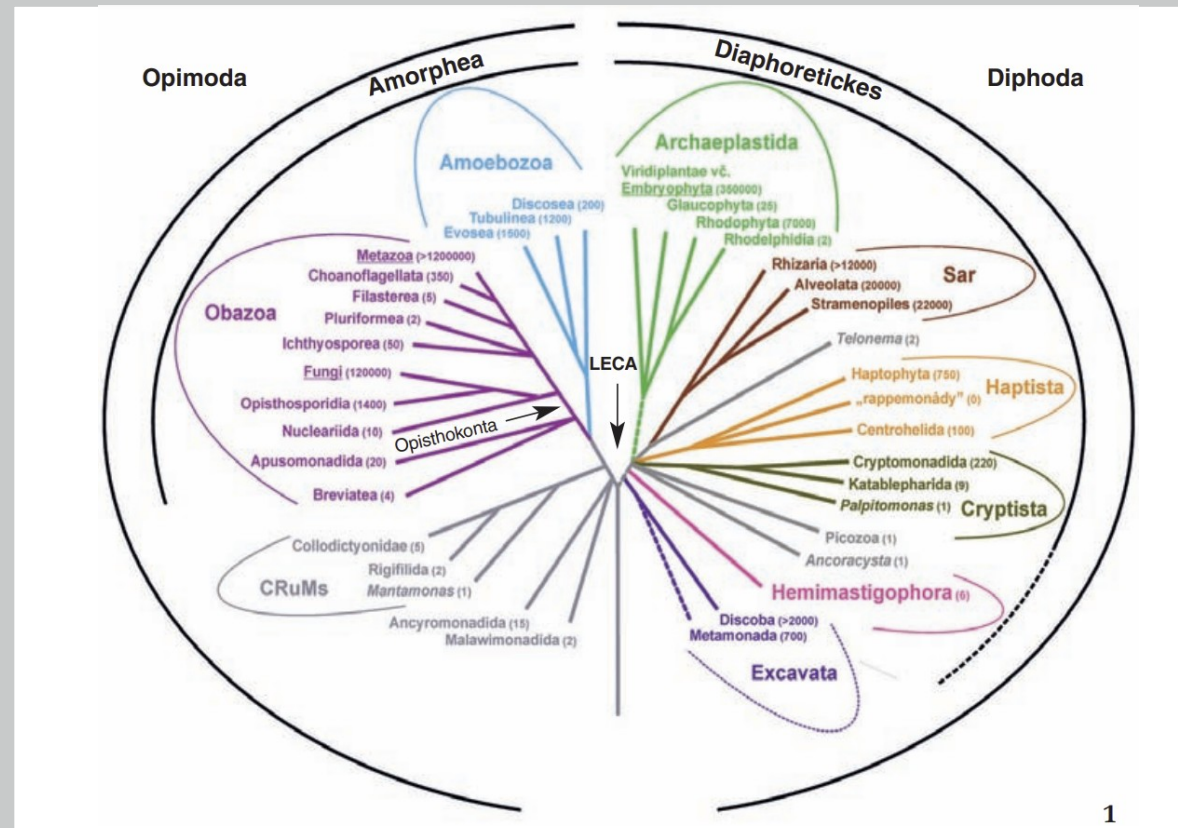 Opimoda
Amorphea
Diaphoretickes
Diphoda
Amoebozoa
Discosea (200)
Tubulinea (1200)
Evosea (1500)
Archaeplastida
Viridiplantae vč.
Embryophyta (350000)
Glaucophyta (25)
Rhodophyta (7000)
Rhodelphidia (2)
Obazoa
Metazoa (>1200000)
Choanoflagellata (350)
Filasterea (5)
Pluriformea (2)
Ichthyosporea (50)
Fungi (120000)
Opisthosporidia (1400)
Nucleariida (10)
Opisthokonta
Apusomonadida (20)
Breviatea (4)
LECA
Rhizaria (>12000)
Alveolata (20000)
Stramenopiles (22000)
Sar
Telonema (2)
Haptophyta (750)
„rappemonády” (0)
Centrohelida (100)
Haptista
Cryptomonadida (220)
Katablepharida (9)
Palpitomonas (1)
Cryptista
Picozoa (1)
Ancoracysta (1)
Hemimastigophora (6)
Discoba (>2000)
Metamonada (700)
Excavata
CRuMs
Collodictyonidae (5)
Rigifilida (2)
Mantamonas (1)
Ancyromonadida (15)
Malawimonadida (2)
1